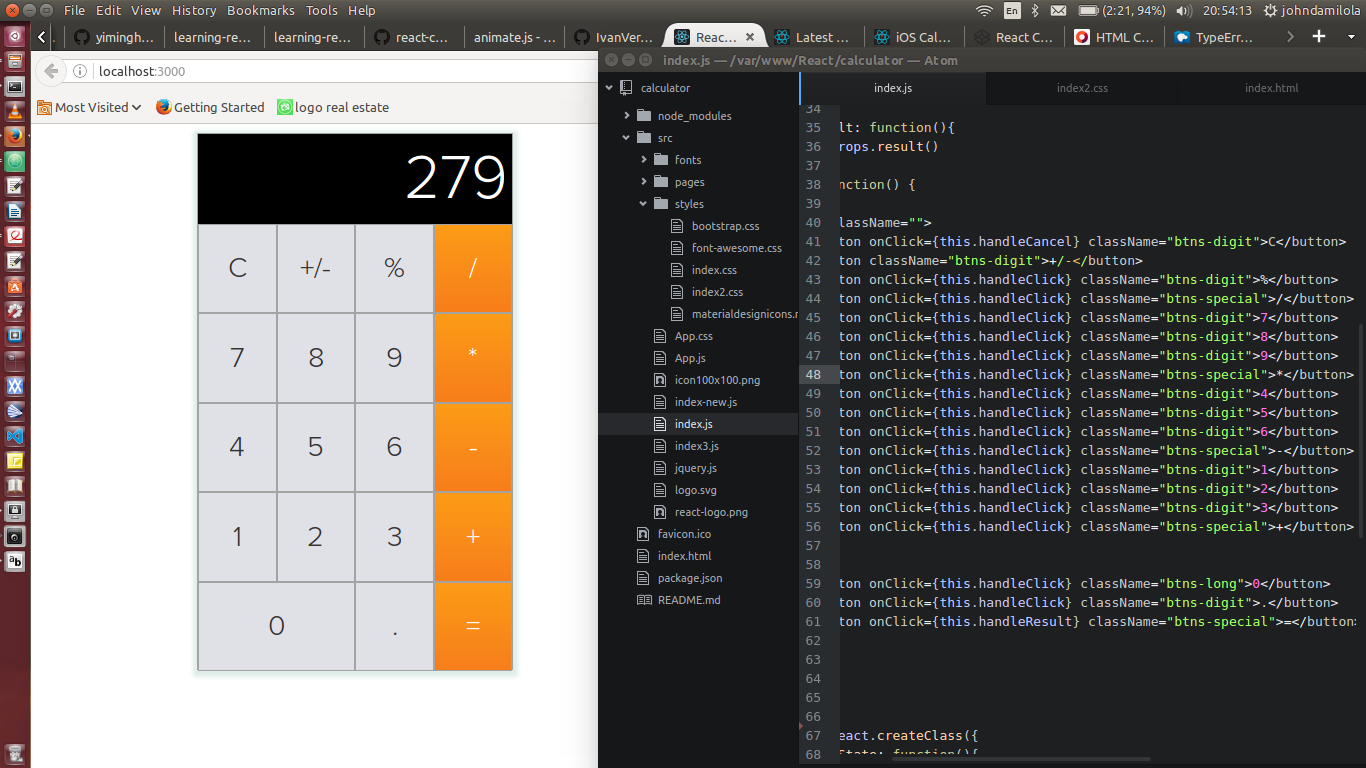 File Edit View History Bookmarks Tools Help
En (2:21, 94%) 20:54:13 johndamilola
yimingh... learning-re... learning-re... react-c... animate.js - ... IvanVer... Reac... Latest ... iOS Cal... React C... HTML C... TypeErr...
localhost:3000
Most Visited Getting Started logo real estate
279
C +/- % /
7 8 9 *
4 5 6 -
1 2 3 +
0 . =
index.js — /var/www/React/calculator — Atom
calculator
node_modules
src
fonts
pages
styles
bootstrap.css
font-awesome.css
index.css
index2.css
materialdesignicons.r
App.css
App.js
icon100x100.png
index-new.js
index.js
index3.js
jquery.js
logo.svg
react-logo.png
favicon.ico
index.html
package.json
README.md
index.js index2.css index.html
34
35 lt: function(){
36 rops.result()
37
38 nction() {
39
40 lassName="">
41 ton onClick={this.handleCancel} className="btns-digit">C</button>
42 ton className="btns-digit">+/-</button>
43 ton onClick={this.handleClick} className="btns-digit">%</button>
44 ton onClick={this.handleClick} className="btns-special">/</button>
45 ton onClick={this.handleClick} className="btns-digit">7</button>
46 ton onClick={this.handleClick} className="btns-digit">8</button>
47 ton onClick={this.handleClick} className="btns-digit">9</button>
48 ton onClick={this.handleClick} className="btns-special">*</button>
49 ton onClick={this.handleClick} className="btns-digit">4</button>
50 ton onClick={this.handleClick} className="btns-digit">5</button>
51 ton onClick={this.handleClick} className="btns-digit">6</button>
52 ton onClick={this.handleClick} className="btns-special">-</button>
53 ton onClick={this.handleClick} className="btns-digit">1</button>
54 ton onClick={this.handleClick} className="btns-digit">2</button>
55 ton onClick={this.handleClick} className="btns-digit">3</button>
56 ton onClick={this.handleClick} className="btns-special">+</button>
57
58
59 ton onClick={this.handleClick} className="btns-long">0</button>
60 ton onClick={this.handleClick} className="btns-digit">.</button>
61 ton onClick={this.handleResult} className="btns-special">=</button
62
63
64
65
66
67 eact.createClass({
68 State: function(){